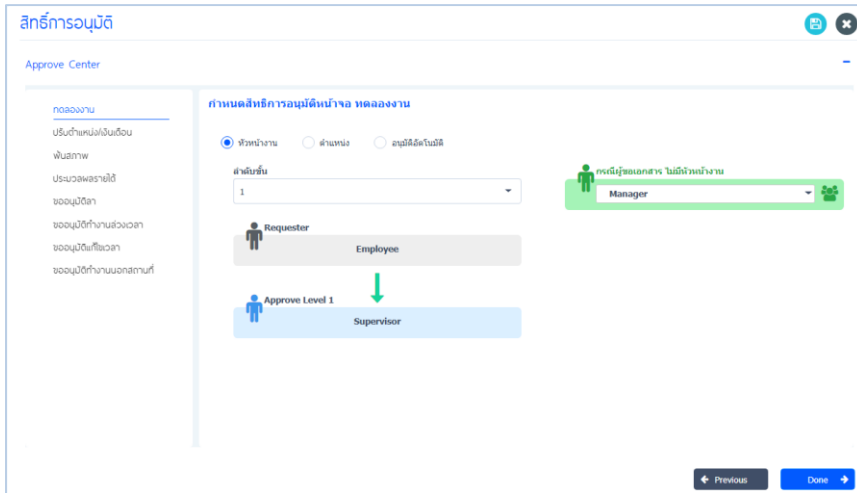 สิทธิ์การอนุมัติ
Approve Center
ทดลองงาน
ปรับตำแหน่ง/เงินเดือน
พ้นสภาพ
ประมวลผลรายได้
ขออนุมัติลา
ขออนุมัติทำงานล่วงเวลา
ขออนุมัติแก้ไขเวลา
ขออนุมัติทำงานนอกสถานที่
กำหนดสิทธิการอนุมัติหน้าจอ ทดลองงาน
หัวหน้างาน ตำแหน่ง อนุมัติอัตโนมัติ
ลำดับขั้น
1
กรณีผู้ขอเอกสาร ไม่มีหัวหน้างาน
Manager
Requester
Employee
Approve Level 1
Supervisor
Previous Done